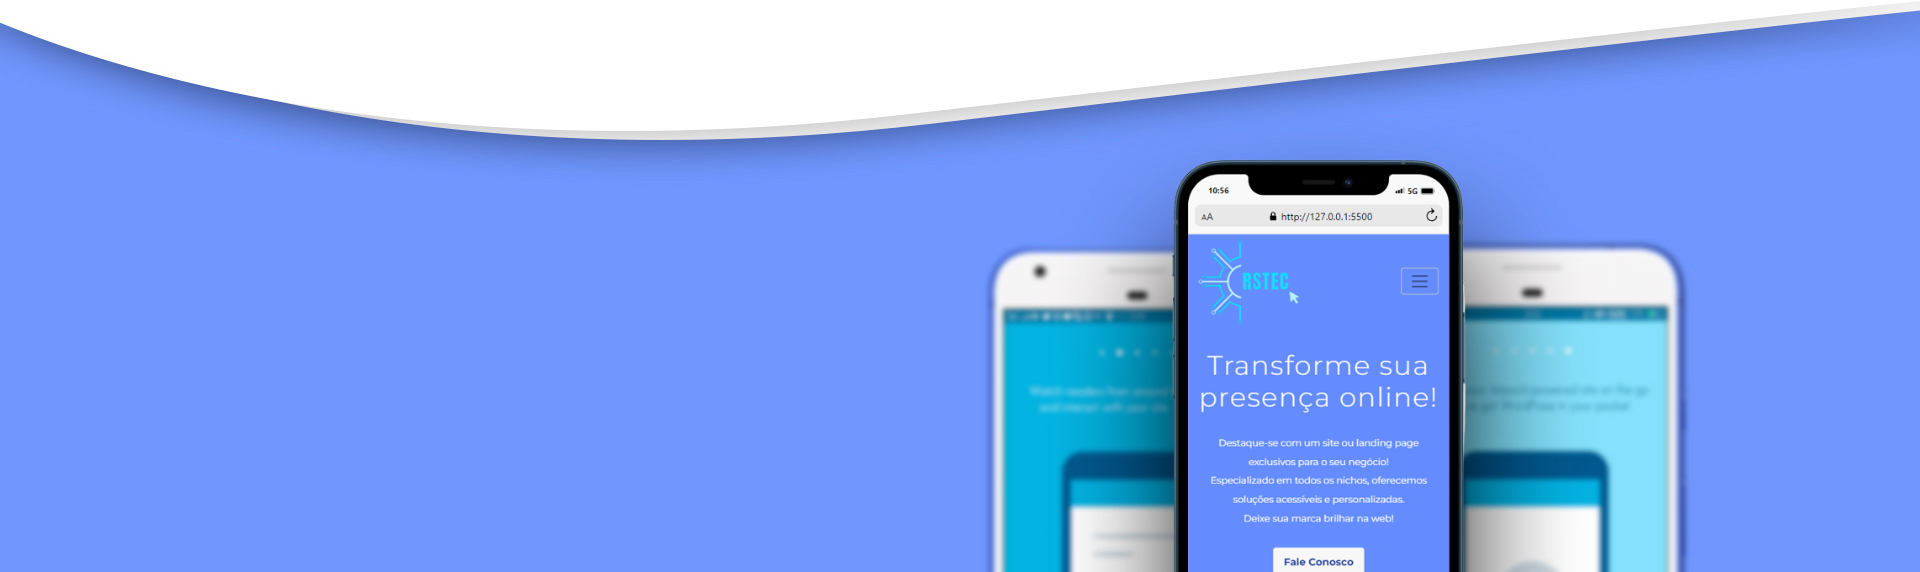 10:56
5G
AA
http://127.0.0.1:5500
RSTEC
Transforme sua
presença online!
Destaque-se com um site ou landing page
exclusivos para o seu negócio!
Especializado em todos os nichos, oferecemos
soluções acessíveis e personalizadas.
Deixe sua marca brilhar na web!
Fale Conosco